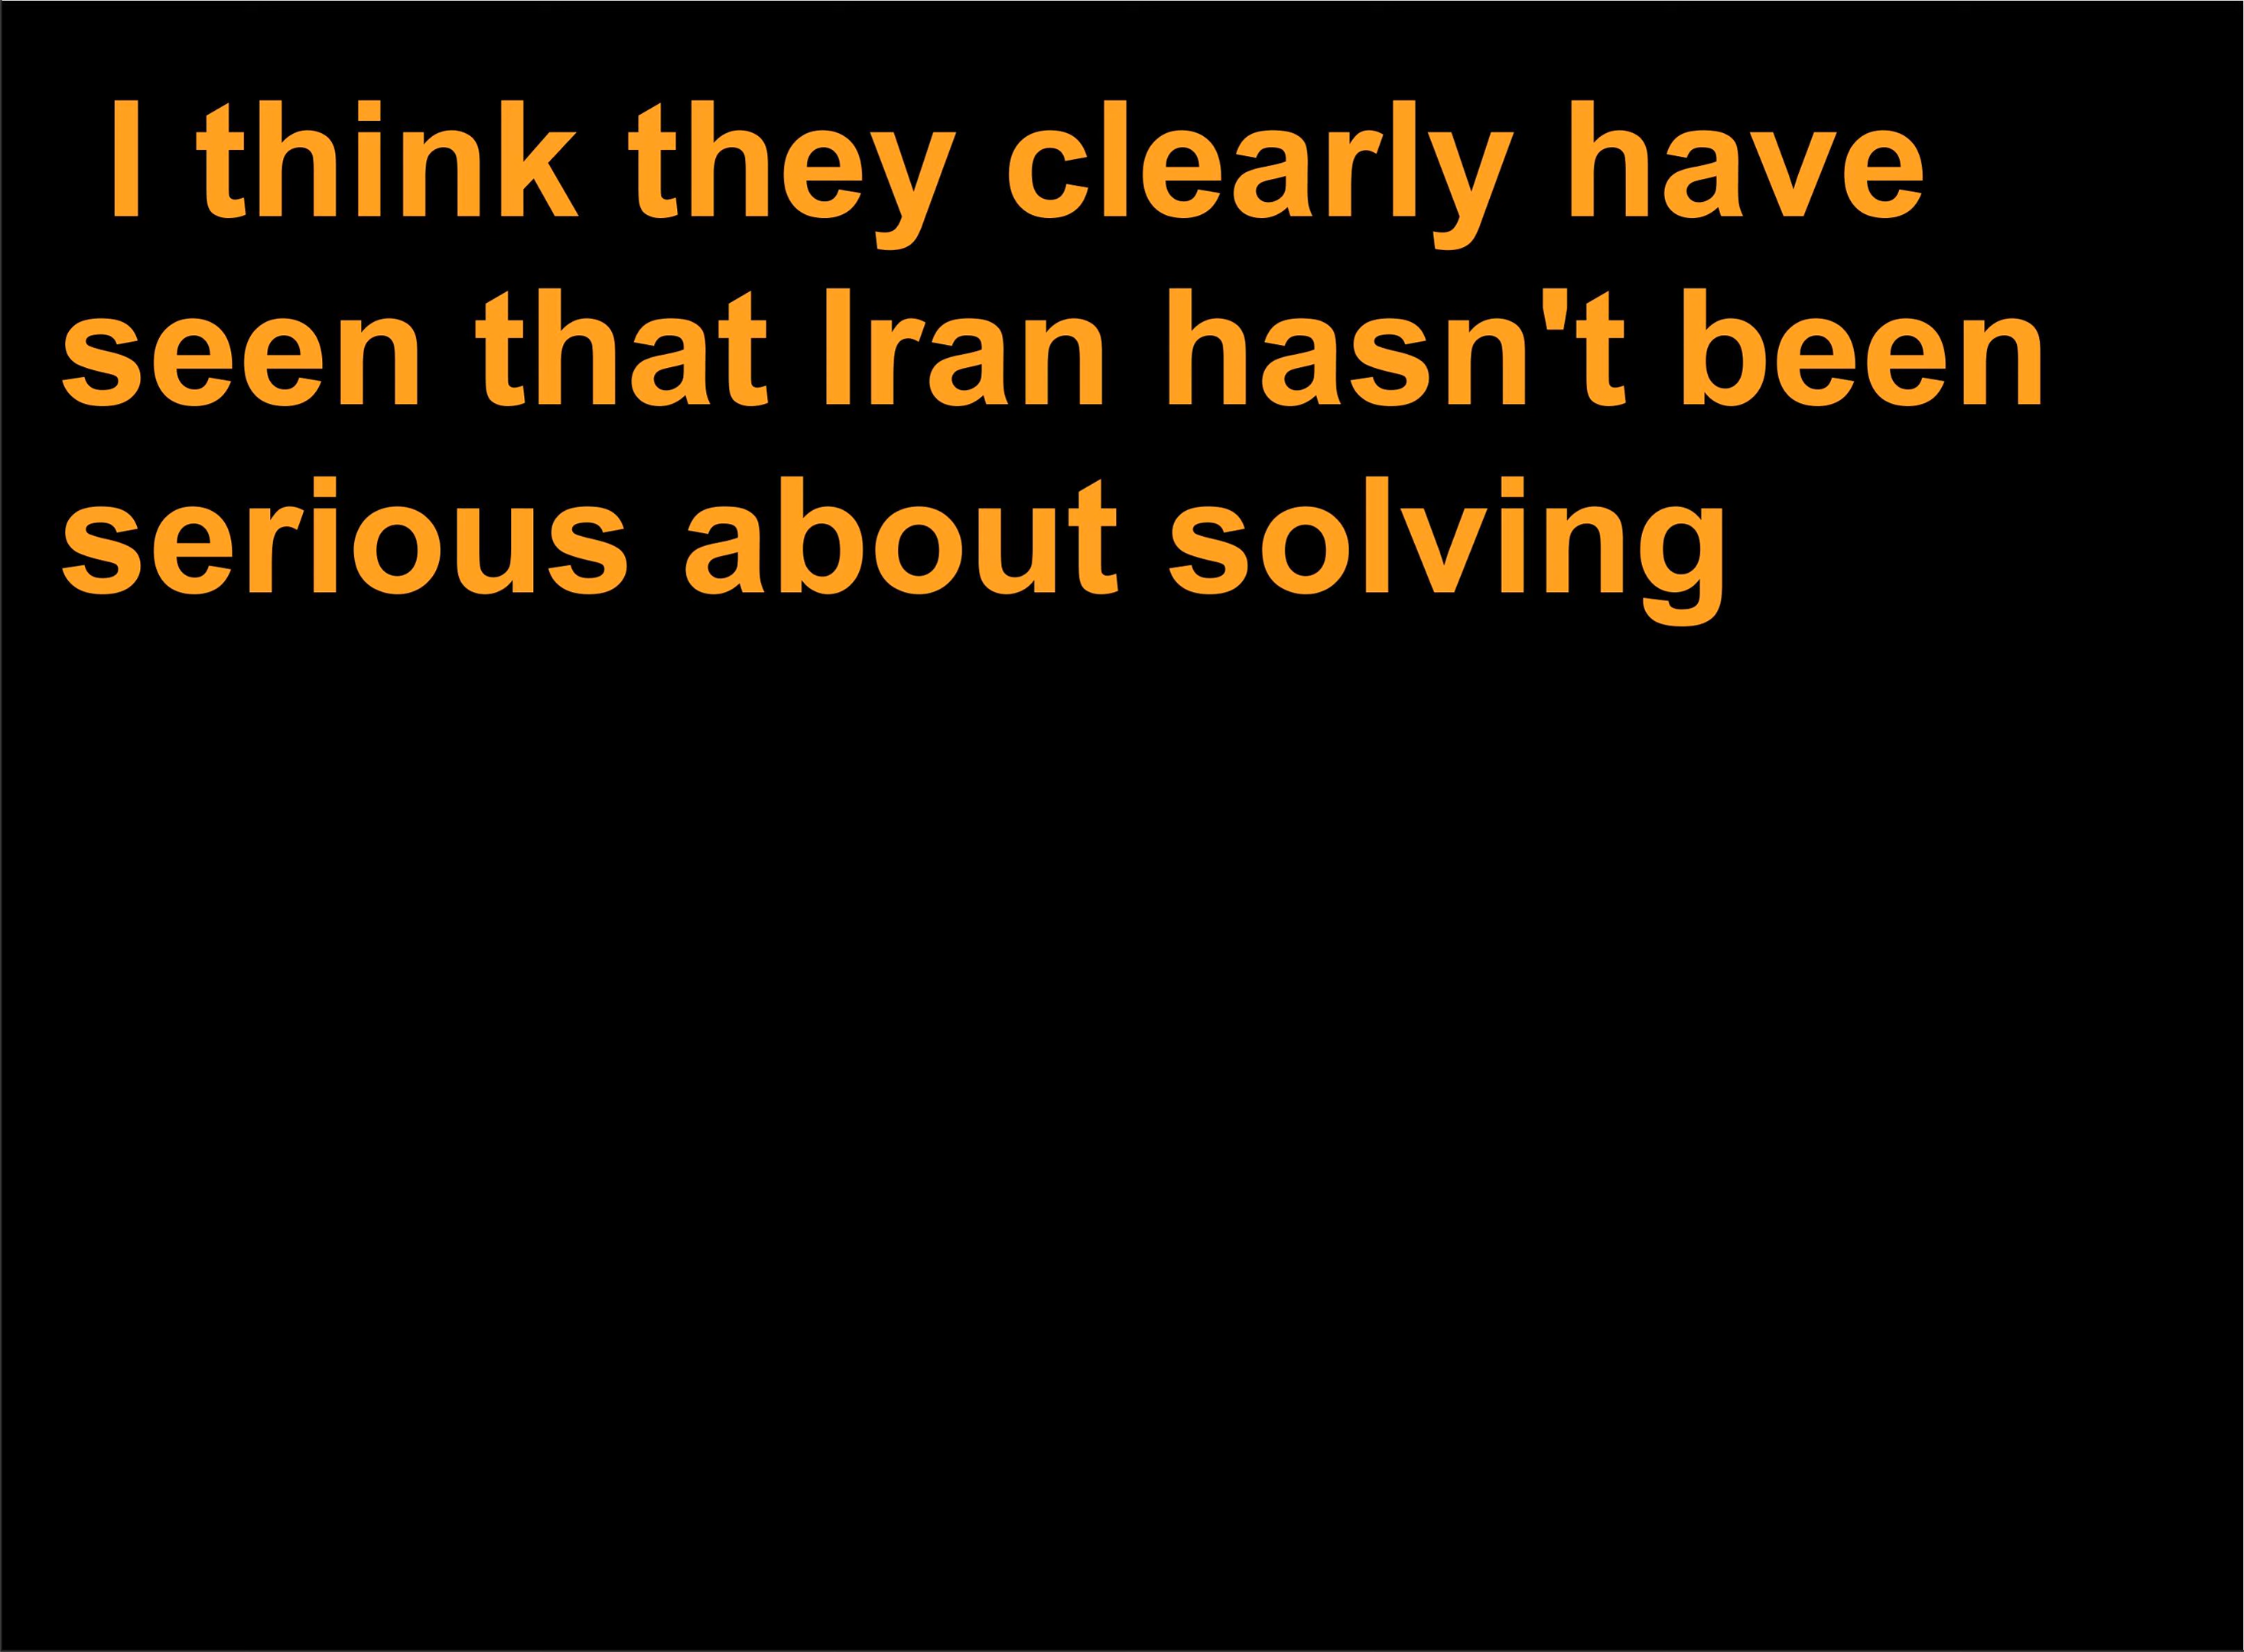 I think they clearly have
seen that Iran hasn't been
serious about solving